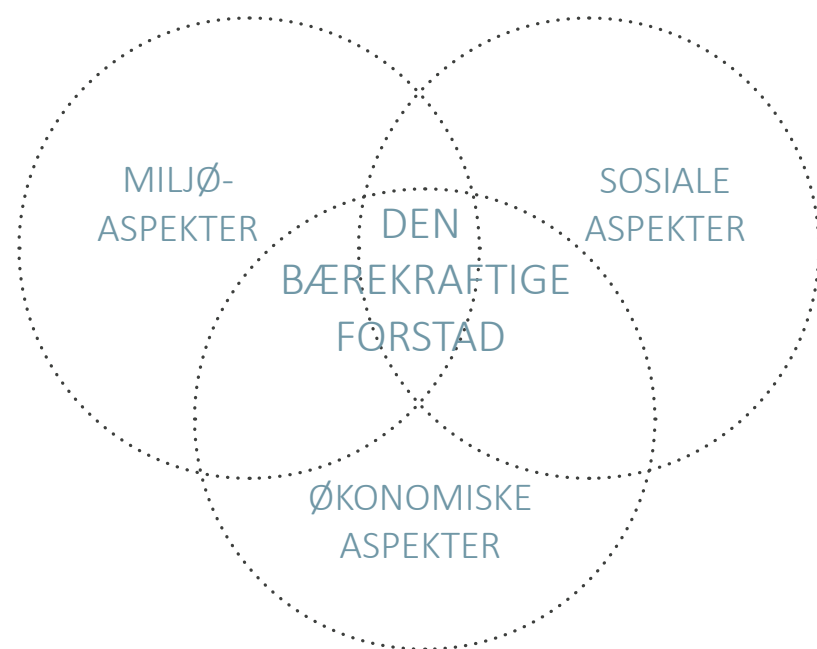 MILJØ-
ASPEKTER
SOSIALE
ASPEKTER
DEN
BÆREKRAFTIGE
FORSTAD
ØKONOMISKE
ASPEKTER